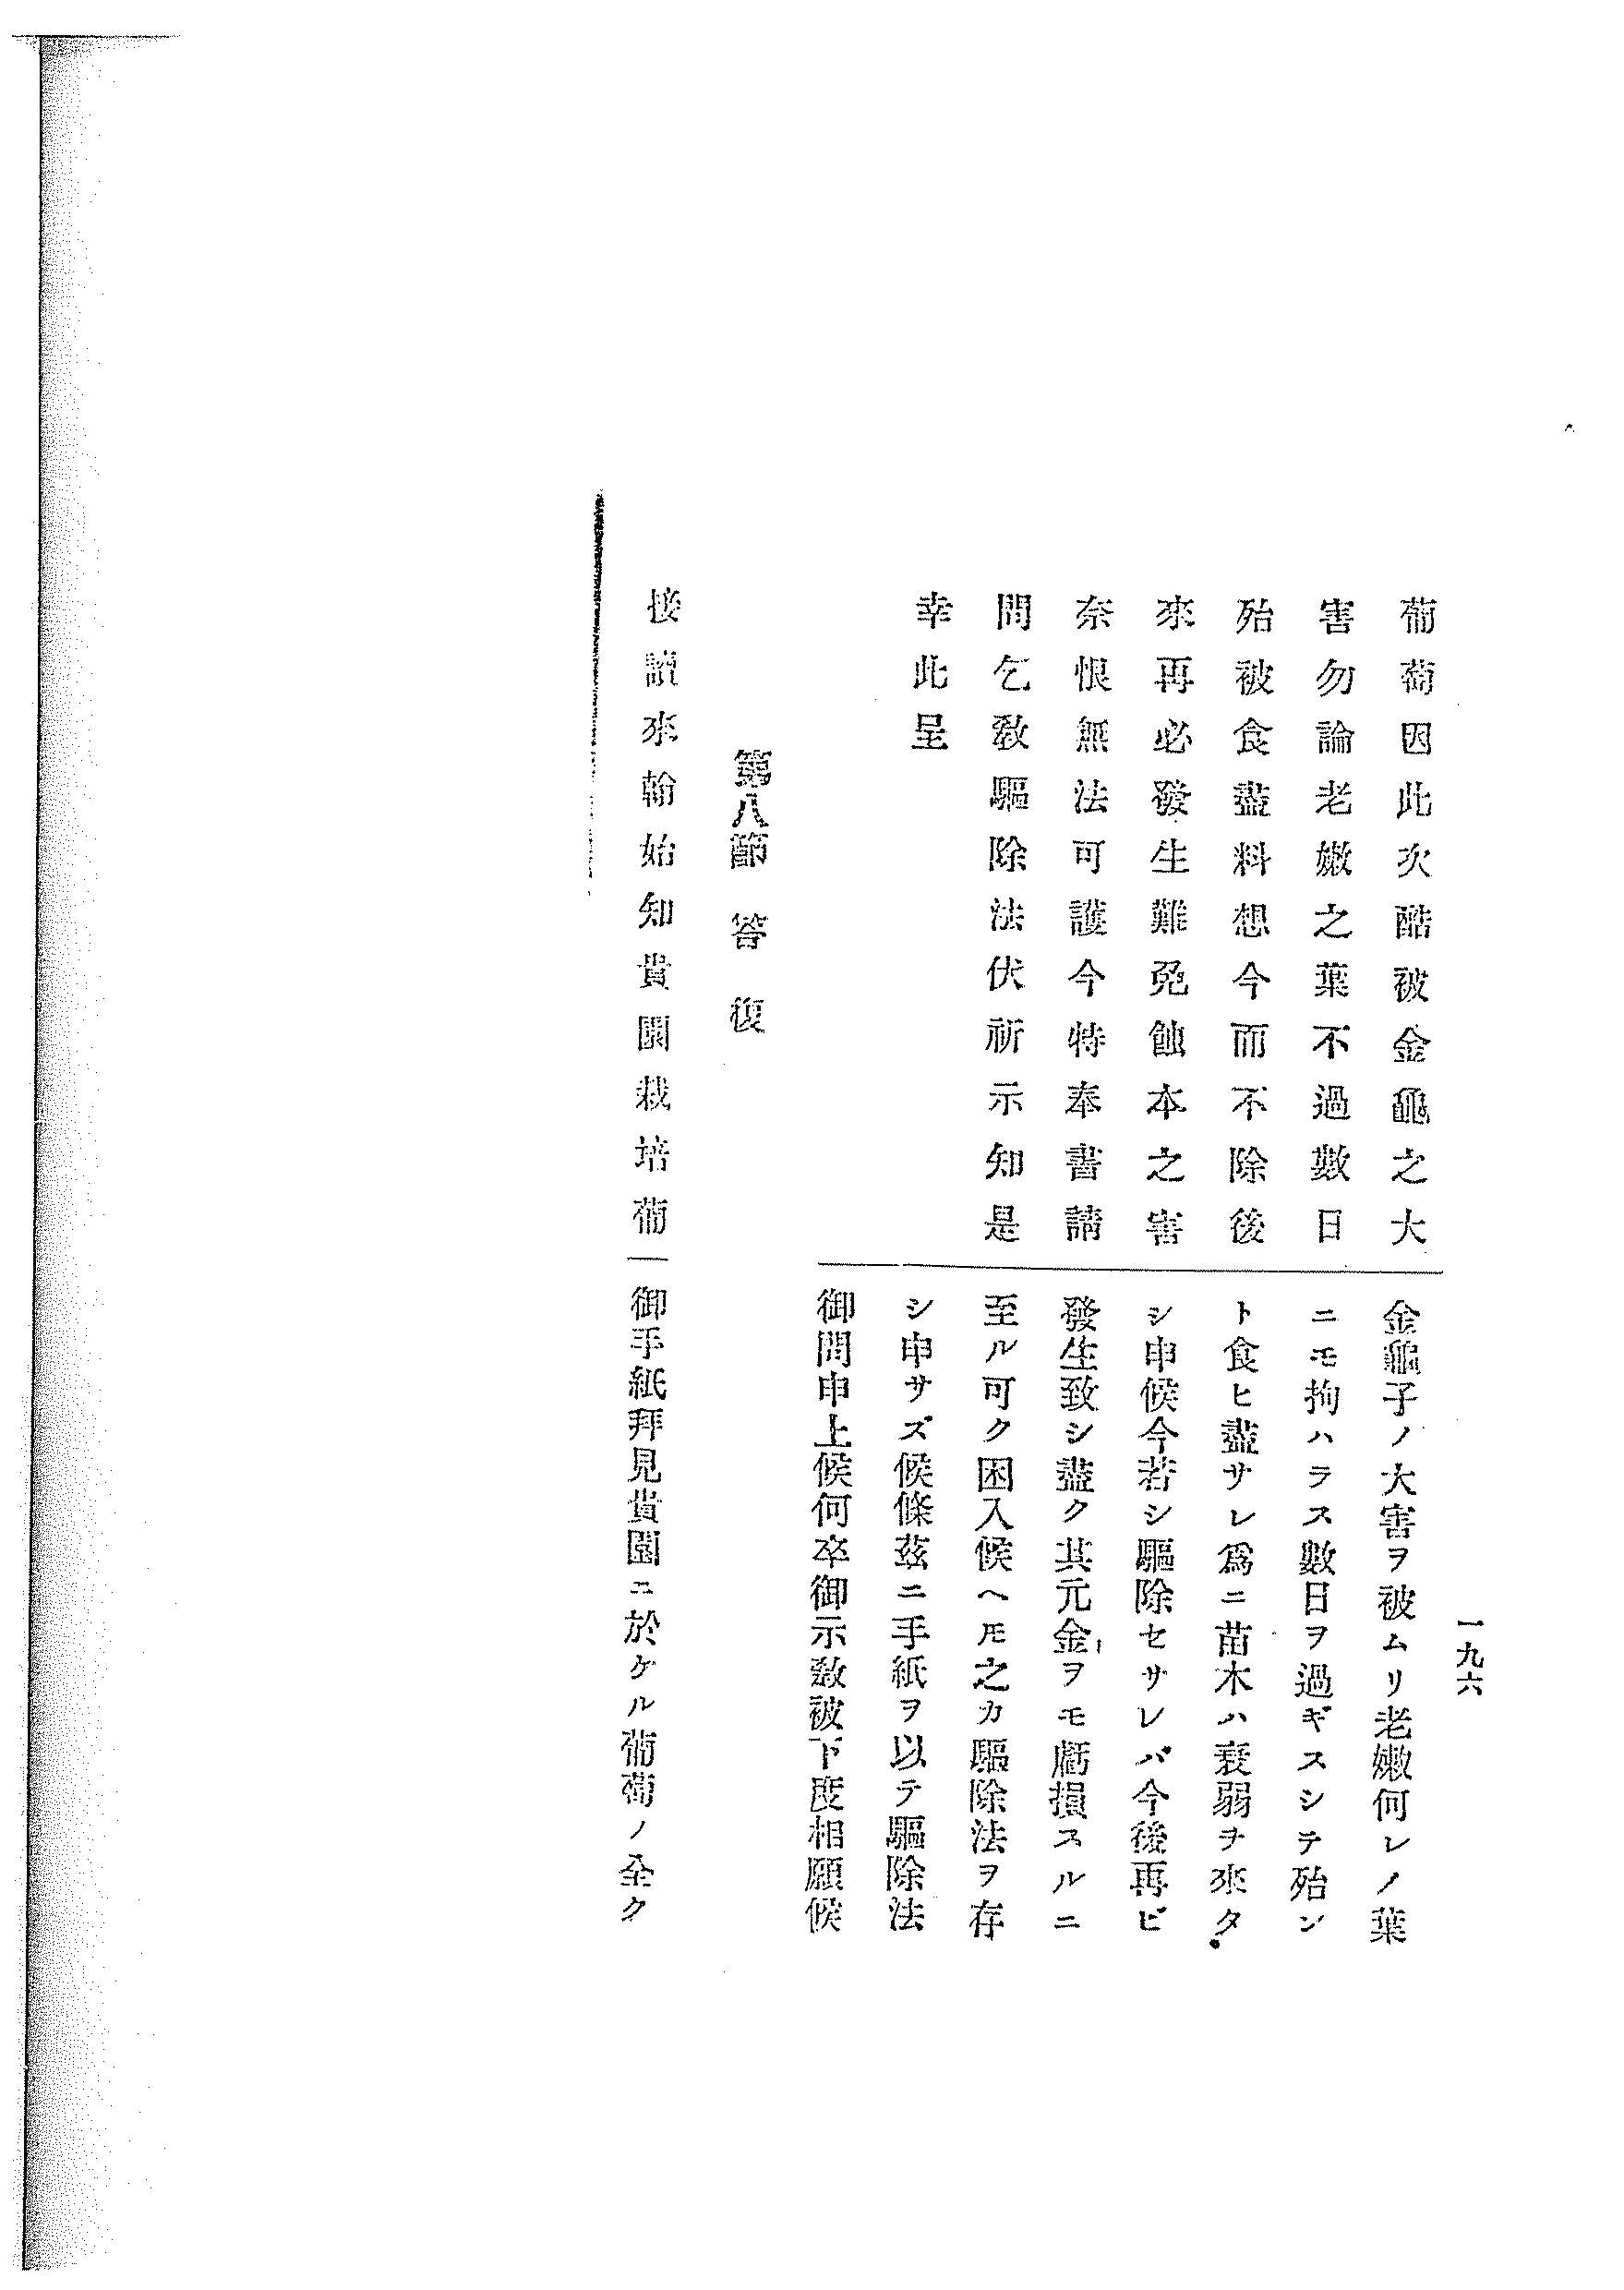 一九六
葡萄因此次酷被金龜之大
害勿論老嫩之葉不過數日
殆被食盡料想今而不除後
來再必發生難免蝕本之害
奈恨無法可護今特奉書請
問乞教驅除法伏祈示知是
幸此呈
金龜子ノ大害ヲ被ムリ老嫩何レノ葉
ニモ拘ハラス數日ヲ過ギスシテ殆ン
ト食ヒ盡サレ爲ニ苗木ハ衰弱ヲ來タ
シ申候今若シ驅除セサレバ今後再ビ
發生致シ盡ク其元金ヲモ虧損スルニ
至ル可ク困入候ヘ𪜈之カ驅除法ヲ存
シ申サズ候條茲ニ手紙ヲ以テ驅除法
御問申上候何卒御示敎被下度相願候
第八節 答復
接讀來翰始知貴園栽培葡
御手紙拜見貴園ニ於ケル葡萄ノ全ク